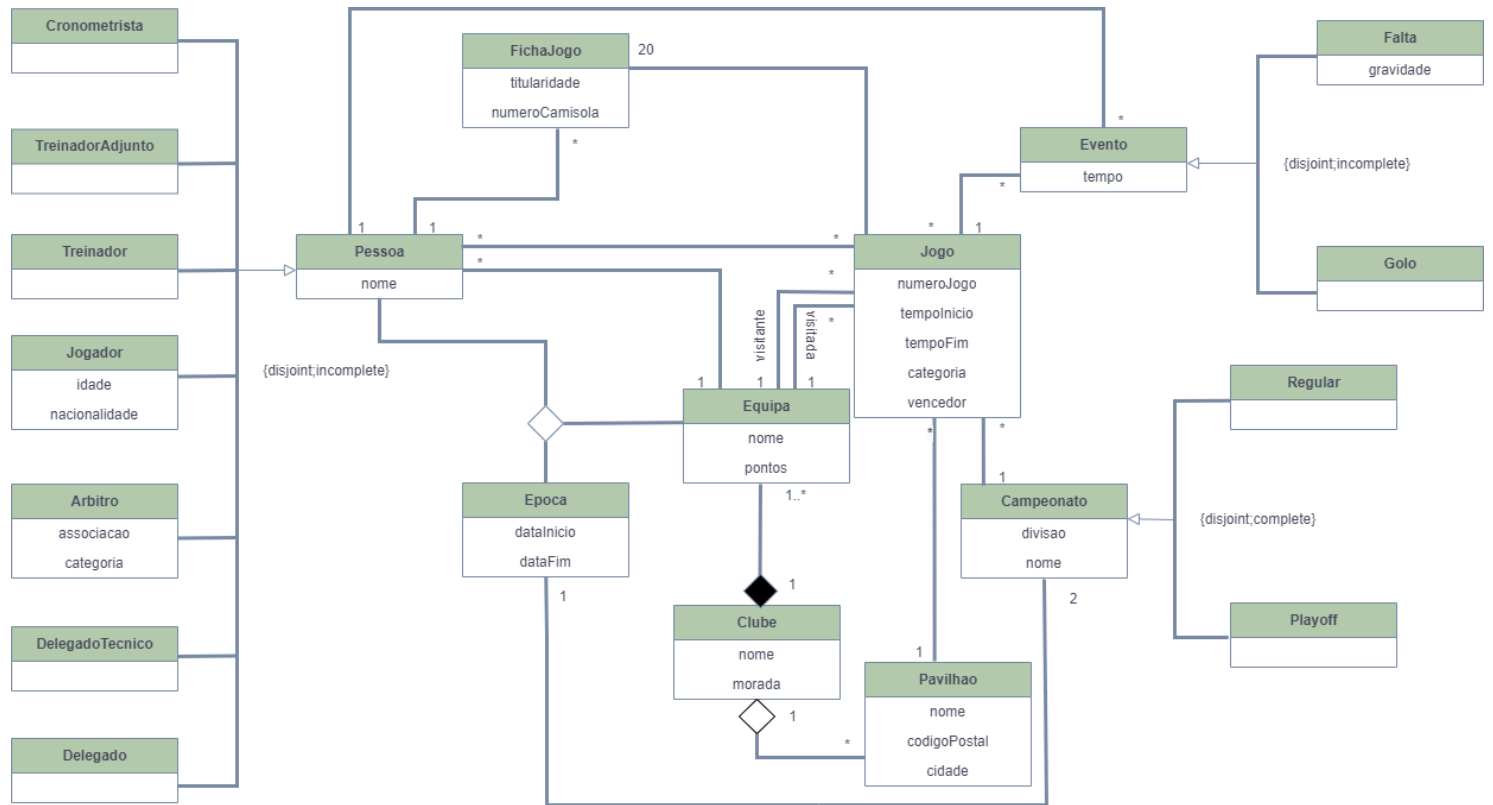 Cronometrista
FichaJogo
20
titularidade
numeroCamisola
*
Falta
gravidade
TreinadorAdjunto
*
Evento
tempo
*
{disjoint;incomplete}
Treinador
1
1
Pessoa
nome
*
*
*
*
1
Jogo
numeroJogo
tempoInicio
tempoFim
categoria
vencedor
*
*
visitante
visitada
Golo
Jogador
idade
nacionalidade
{disjoint;incomplete}
1
1
1
Equipa
nome
pontos
1..*
*
*
Regular
Arbitro
associacao
categoria
Epoca
dataInicio
dataFim
1
1
Campeonato
divisao
nome
2
{disjoint;complete}
1
Clube
nome
morada
1
Playoff
DelegadoTecnico
1
Pavilhao
nome
codigoPostal
cidade
*
Delegado